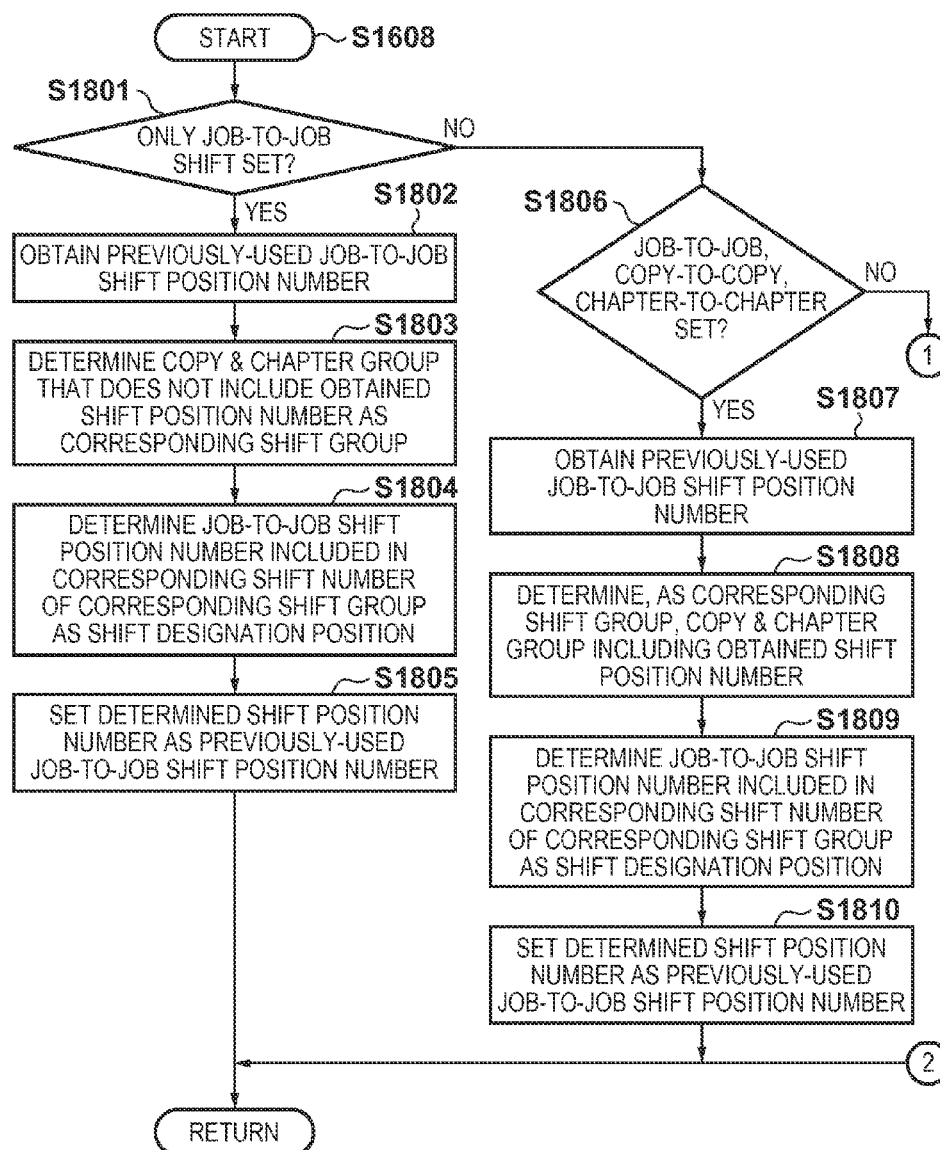 START
S1608
S1801
ONLY JOB-TO-JOB
SHIFT SET?
NO
YES
S1802
OBTAIN PREVIOUSLY-USED JOB-TO-JOB
SHIFT POSITION NUMBER
S1803
DETERMINE COPY & CHAPTER GROUP
THAT DOES NOT INCLUDE OBTAINED
SHIFT POSITION NUMBER AS
CORRESPONDING SHIFT GROUP
S1804
DETERMINE JOB-TO-JOB SHIFT
POSITION NUMBER INCLUDED IN
CORRESPONDING SHIFT NUMBER
OF CORRESPONDING SHIFT GROUP
AS SHIFT DESIGNATION POSITION
S1805
SET DETERMINED SHIFT POSITION
NUMBER AS PREVIOUSLY-USED
JOB-TO-JOB SHIFT POSITION NUMBER
S1806
JOB-TO-JOB,
COPY-TO-COPY,
CHAPTER-TO-CHAPTER
SET?
NO
1
YES
S1807
OBTAIN PREVIOUSLY-USED
JOB-TO-JOB SHIFT POSITION
NUMBER
S1808
DETERMINE, AS CORRESPONDING
SHIFT GROUP, COPY & CHAPTER
GROUP INCLUDING OBTAINED SHIFT
POSITION NUMBER
S1809
DETERMINE JOB-TO-JOB SHIFT
POSITION NUMBER INCLUDED IN
CORRESPONDING SHIFT NUMBER
OF CORRESPONDING SHIFT GROUP
AS SHIFT DESIGNATION POSITION
S1810
SET DETERMINED SHIFT POSITION
NUMBER AS PREVIOUSLY-USED
JOB-TO-JOB SHIFT POSITION NUMBER
2
RETURN